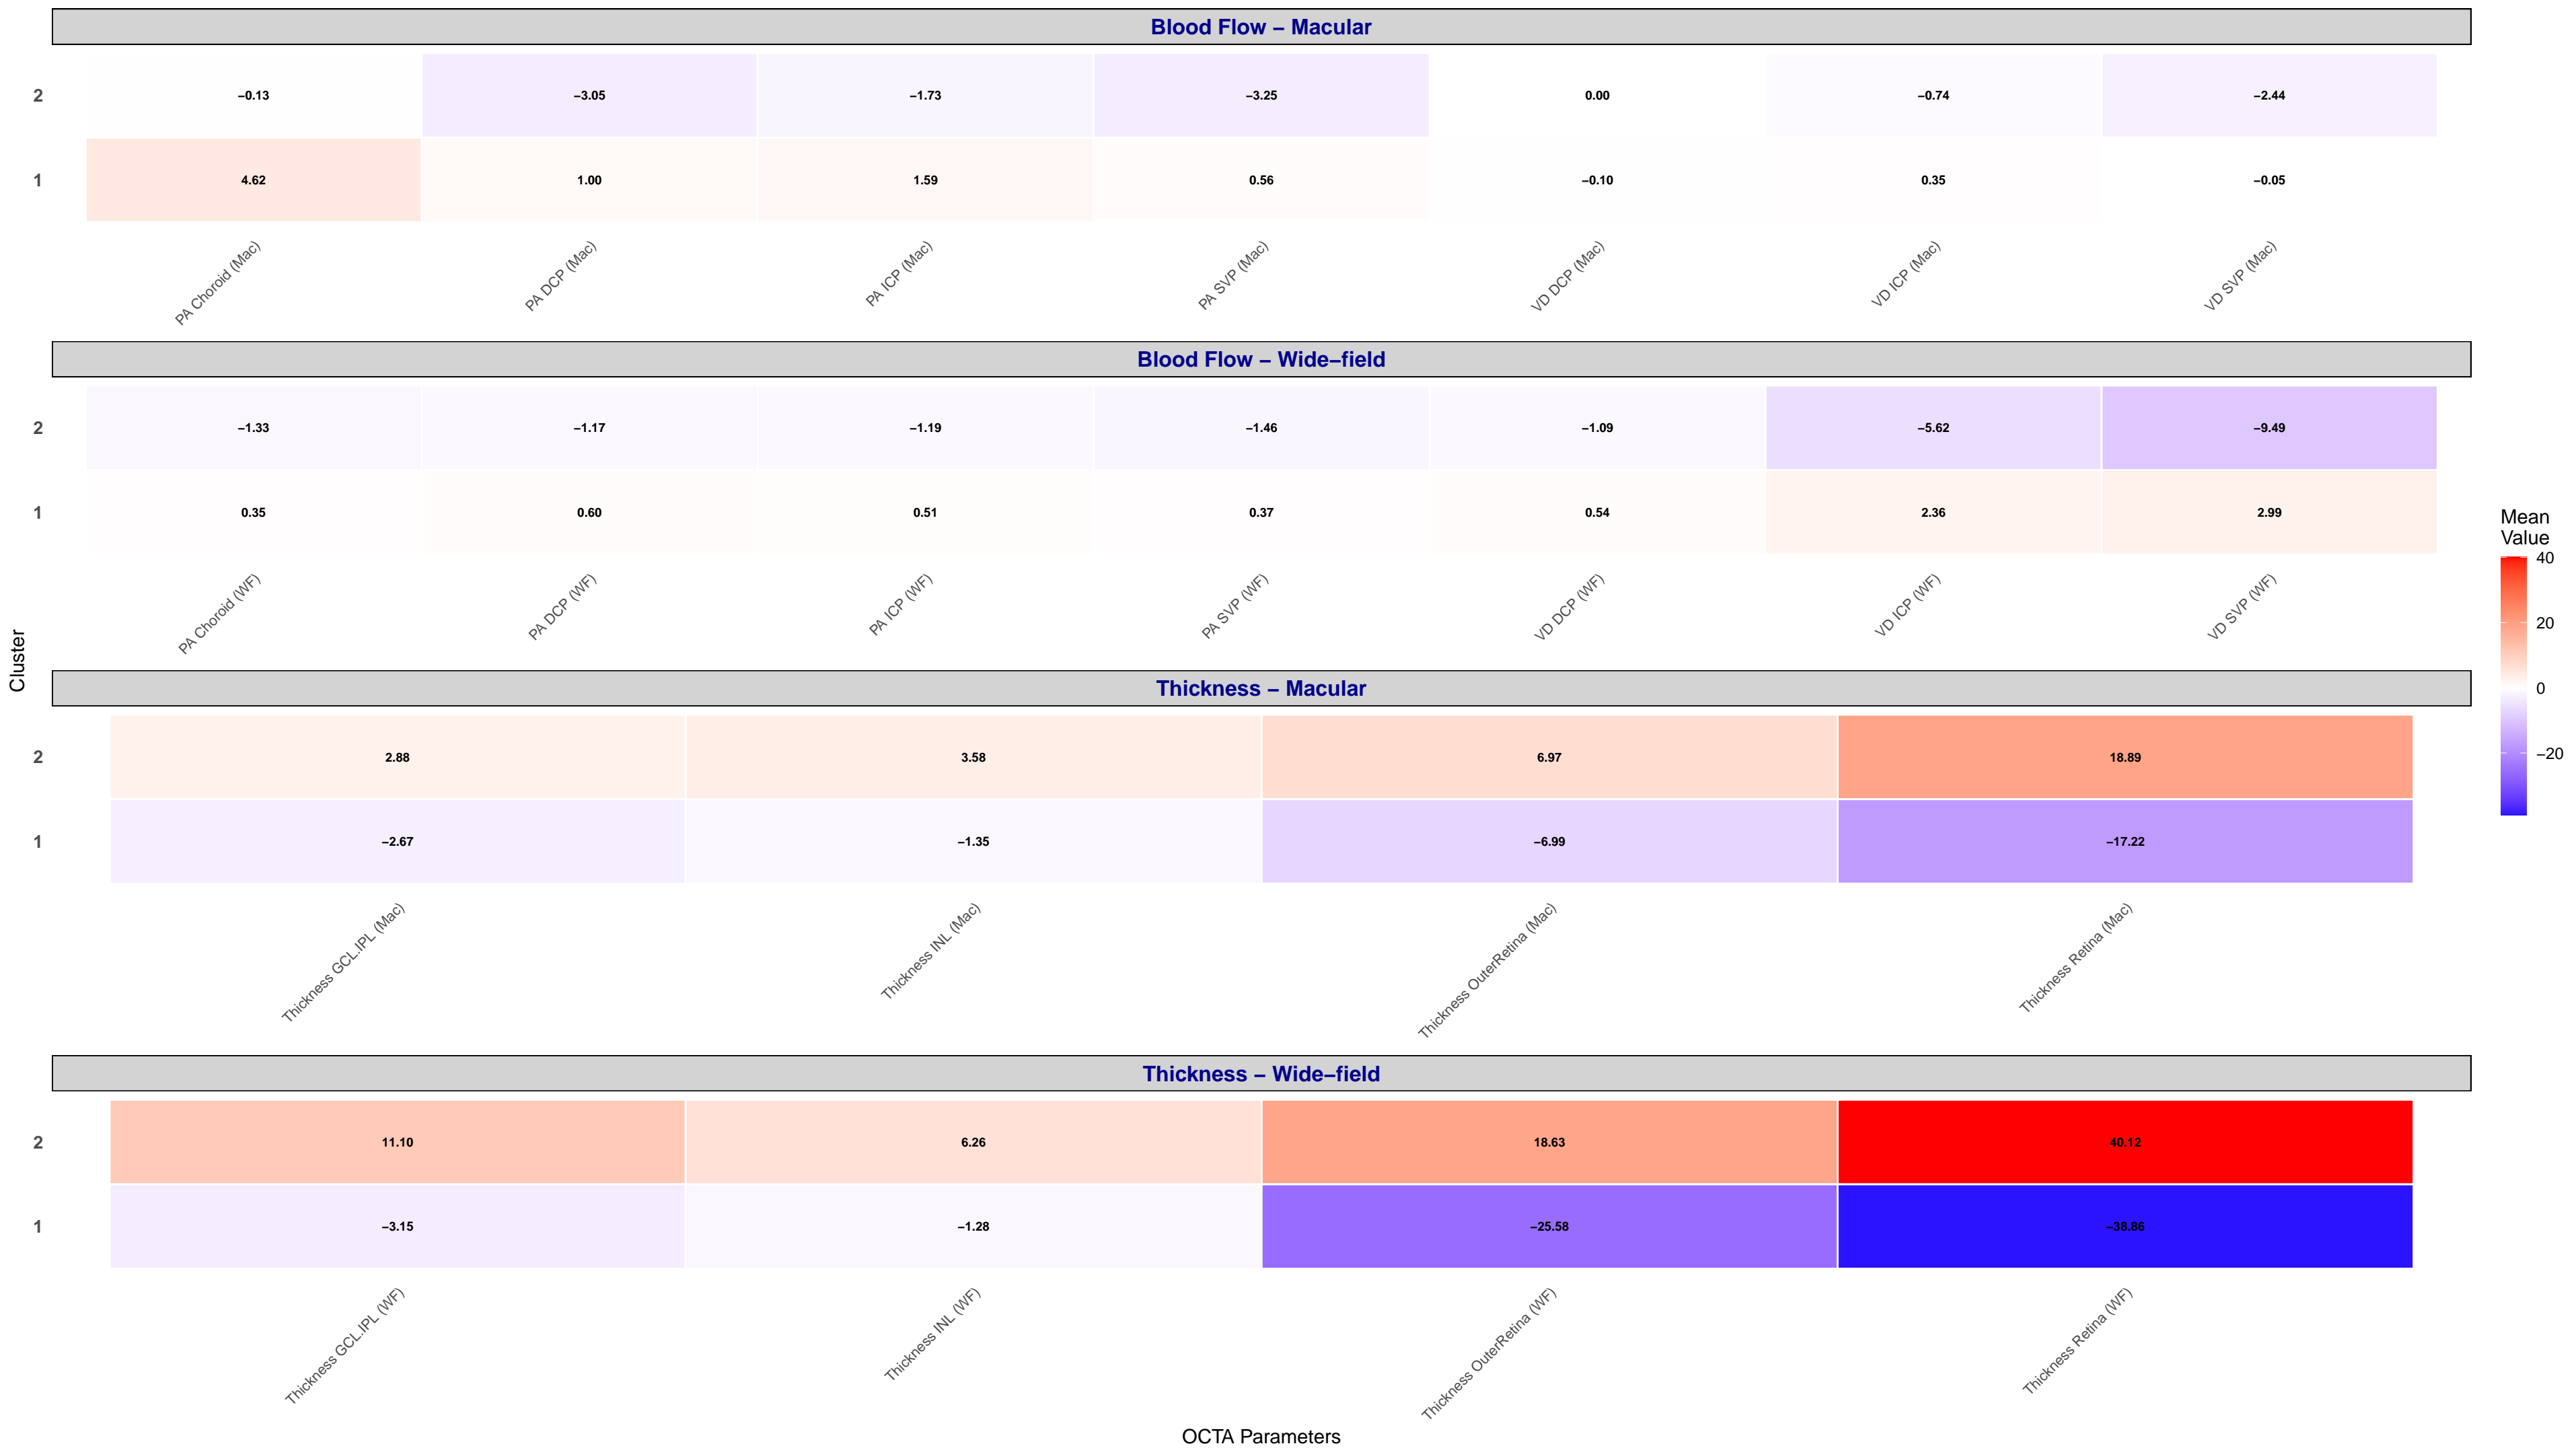 Blood Flow – Macular
2
−0.13 −3.05 −1.73 −3.25 0.00 −0.74 −2.44
1
4.62 1.00 1.59 0.56 −0.10 0.35 −0.05
PA Choroid (Mac) PA DCP (Mac) PA ICP (Mac) PA SVP (Mac) VD DCP (Mac) VD ICP (Mac) VD SVP (Mac)
Blood Flow – Wide–field
2
−1.33 −1.17 −1.19 −1.46 −1.09 −5.62 −9.49
1
0.35 0.60 0.51 0.37 0.54 2.36 2.99
PA Choroid (WF) PA DCP (WF) PA ICP (WF) PA SVP (WF) VD DCP (WF) VD ICP (WF) VD SVP (WF)
Cluster
Thickness – Macular
2
2.88 3.58 6.97 18.89
1
−2.67 −1.35 −6.99 −17.22
Thickness GCL.IPL (Mac) Thickness INL (Mac) Thickness OuterRetina (Mac) Thickness Retina (Mac)
Thickness – Wide–field
2
11.10 6.26 18.63 40.12
1
−3.15 −1.28 −25.58 −38.86
Thickness GCL.IPL (WF) Thickness INL (WF) Thickness OuterRetina (WF) Thickness Retina (WF)
OCTA Parameters
Mean
Value
40
20
0
−20